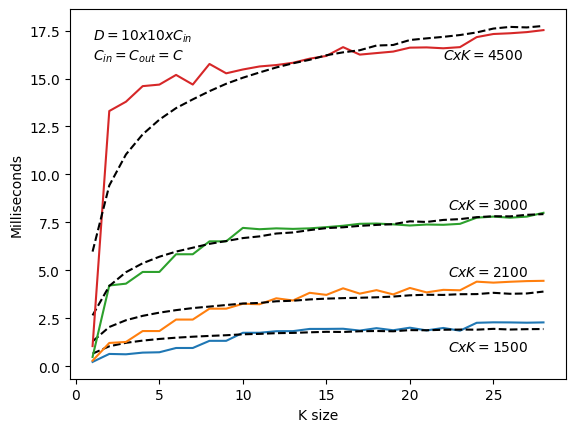 D = 10x10xC_in
C_in = C_out = C
CxK = 4500
CxK = 3000
CxK = 2100
CxK = 1500
Milliseconds
17.5
15.0
12.5
10.0
7.5
5.0
2.5
0.0
0 5 10 15 20 25
K size